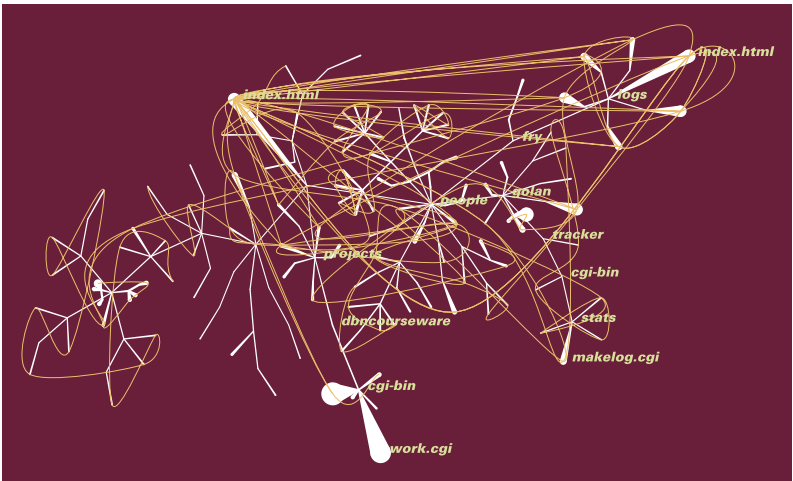 index.html
index.html
logs
fry
golan
people
tracker
projects
cgi-bin
stats
dbncourseware
makelog.cgi
cgi-bin
work.cgi